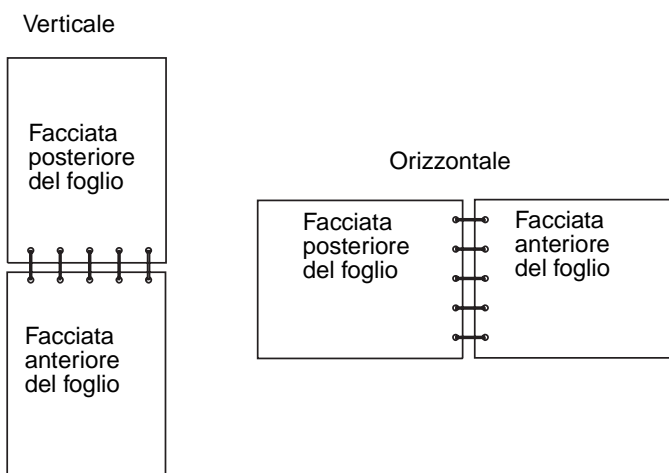 Verticale
Facciata
posteriore
del foglio
Facciata
anteriore
del foglio
Orizzontale
Facciata
posteriore
del foglio
Facciata
anteriore
del foglio